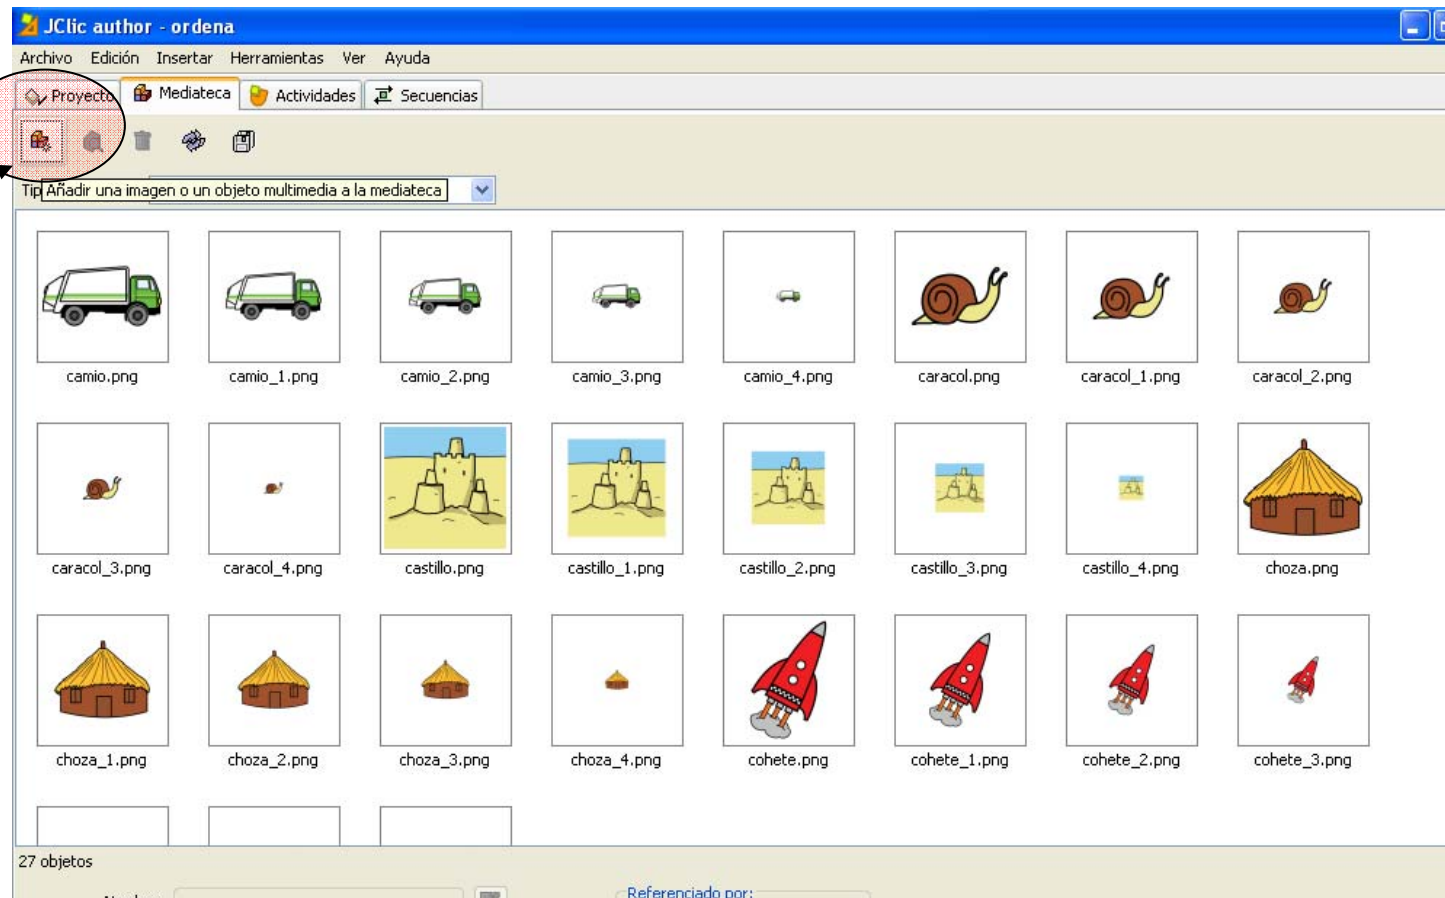 JClic author - ordena
Archivo Edición Insertar Herramientas Ver Ayuda
Proyecto Mediateca Actividades Secuencias
Tip Añadir una imagen o un objeto multimedia a la mediateca
camio.png camio_1.png camio_2.png camio_3.png camio_4.png caracol.png caracol_1.png caracol_2.png
caracol_3.png caracol_4.png castillo.png castillo_1.png castillo_2.png castillo_3.png castillo_4.png choza.png
choza_1.png choza_2.png choza_3.png choza_4.png cohete.png cohete_1.png cohete_2.png cohete_3.png
27 objetos
Referenciado por: